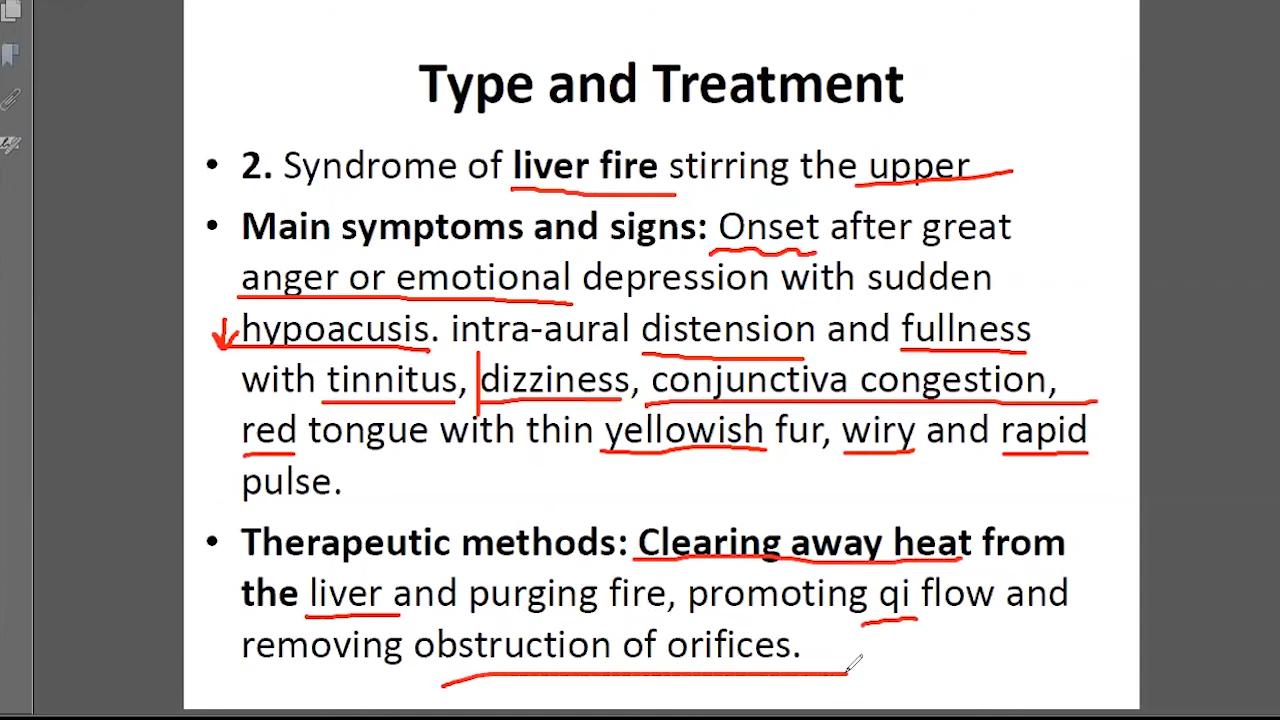 Type and Treatment
• 2. Syndrome of liver fire stirring the upper
• Main symptoms and signs: Onset after great
anger or emotional depression with sudden
hypoacusis. intra-aural distension and fullness
with tinnitus, dizziness, conjunctiva congestion,
red tongue with thin yellowish fur, wiry and rapid
pulse.
• Therapeutic methods: Clearing away heat from
the liver and purging fire, promoting qi flow and
removing obstruction of orifices.